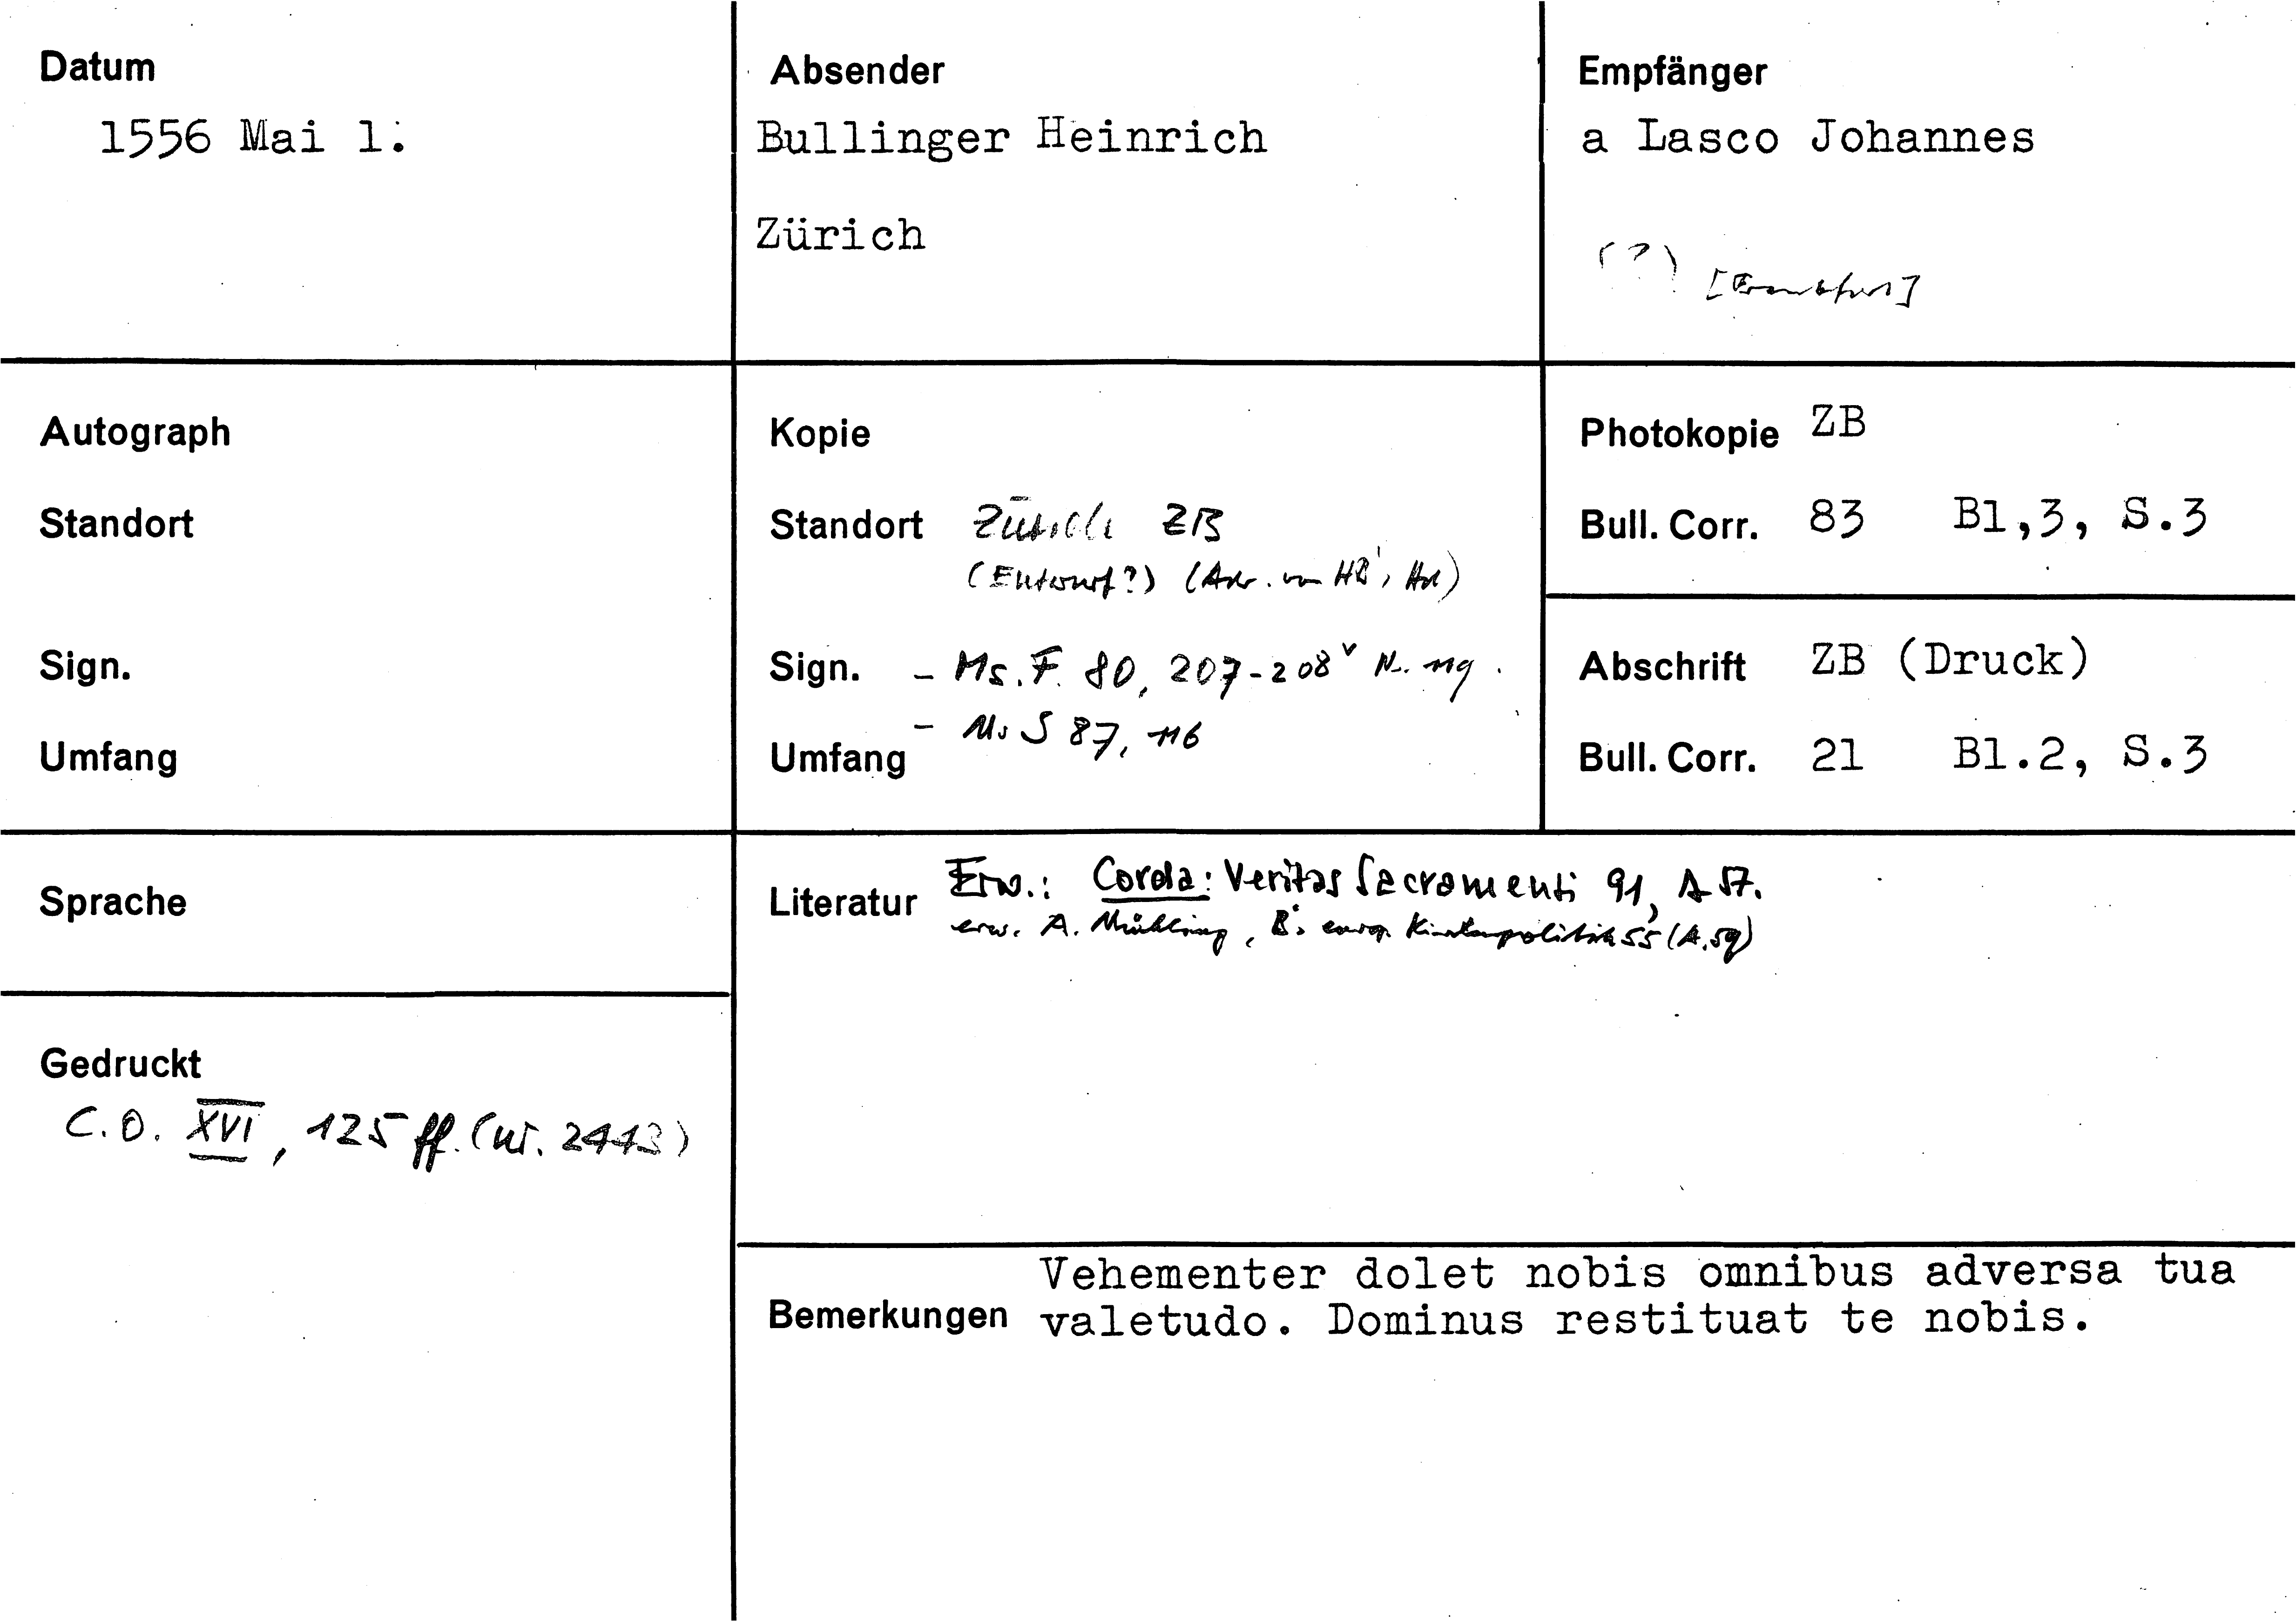 Datum
1556 Mai 1.
Absender
Bullinger Heinrich
Zürich
Empfänger
a Lasco Johannes
(?) [Frankfurt]
Autograph
Standort
Sign.
Umfang
Kopie
Standort Zürich ZB
(Entwurf?) (Adr. von HB's Hd)
Sign. - Ms. F. 80, 207-208v N. 119.
- Ms S 87, 116
Umfang
Photokopie ZB
Bull. Corr. 83 Bl,3, S.3
Abschrift ZB (Druck)
Bull. Corr. 21 Bl.2, S.3
Sprache
Gedruckt
C.O. XVI, 125 ff. (nr. 2443)
Literatur Erw.: Corda: Veritas Sacramenti 91, A 57.
erw. A. Mühling, B's europ. Kirchenpolitik 55 (A. 59)
Bemerkungen Vehementer dolet nobis omnibus adversa tua
valetudo. Dominus restituat te nobis.